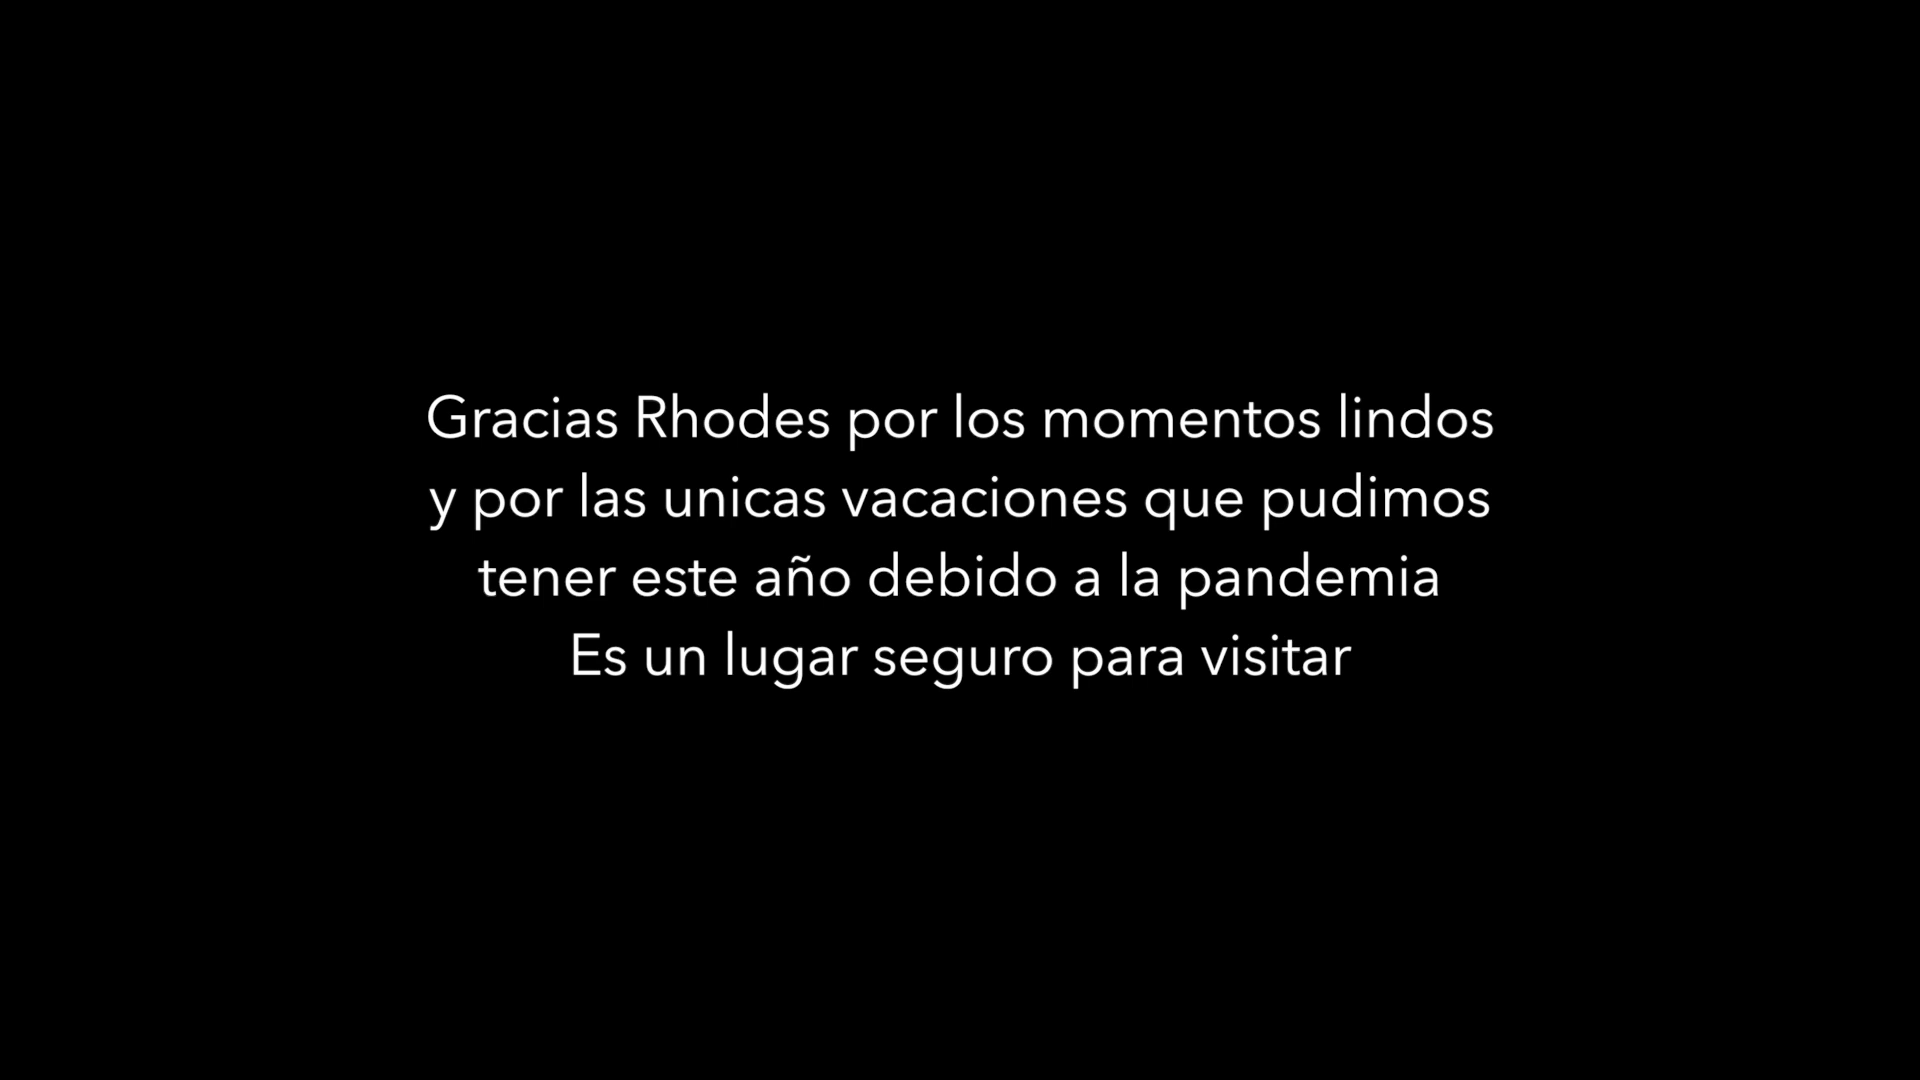 Gracias Rhodes por los momentos lindos
y por las unicas vacaciones que pudimos
tener este año debido a la pandemia
Es un lugar seguro para visitar